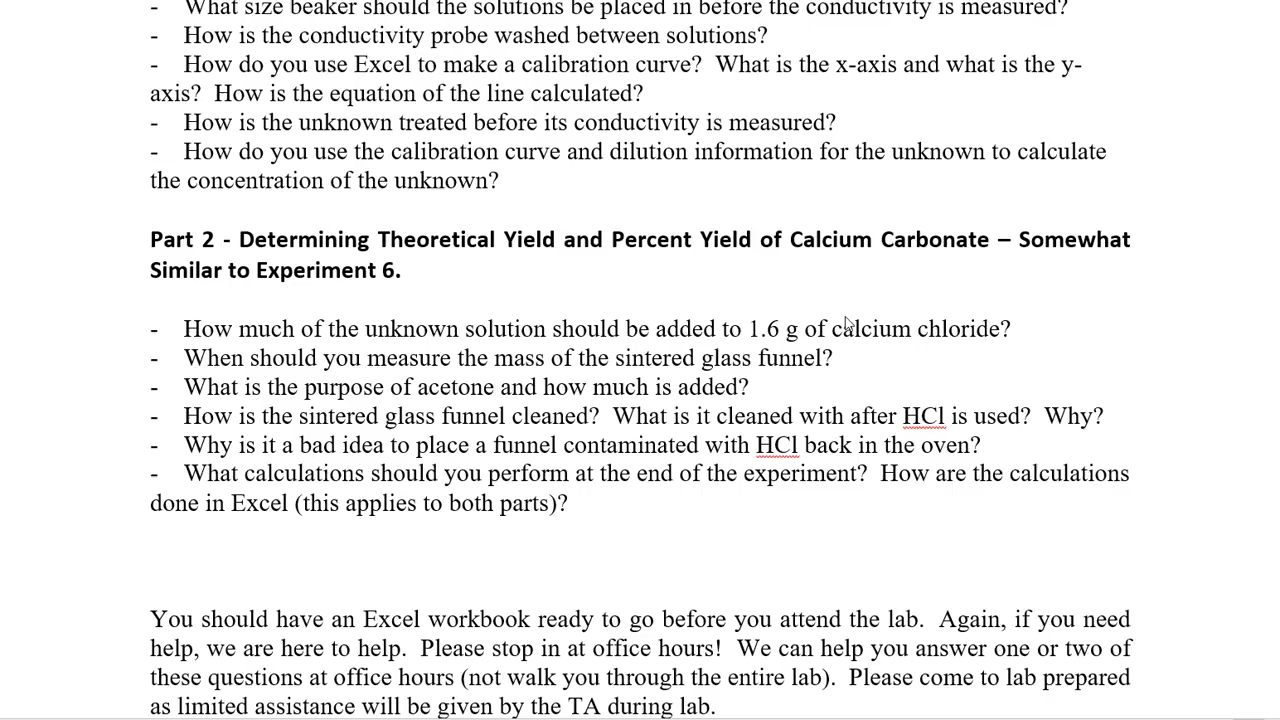 - What size beaker should the solutions be placed in before the conductivity is measured?
- How is the conductivity probe washed between solutions?
- How do you use Excel to make a calibration curve? What is the x-axis and what is the y-
axis? How is the equation of the line calculated?
- How is the unknown treated before its conductivity is measured?
- How do you use the calibration curve and dilution information for the unknown to calculate
the concentration of the unknown?
Part 2 - Determining Theoretical Yield and Percent Yield of Calcium Carbonate – Somewhat
Similar to Experiment 6.
- How much of the unknown solution should be added to 1.6 g of calcium chloride?
- When should you measure the mass of the sintered glass funnel?
- What is the purpose of acetone and how much is added?
- How is the sintered glass funnel cleaned? What is it cleaned with after HCl is used? Why?
- Why is it a bad idea to place a funnel contaminated with HCl back in the oven?
- What calculations should you perform at the end of the experiment? How are the calculations
done in Excel (this applies to both parts)?
You should have an Excel workbook ready to go before you attend the lab. Again, if you need
help, we are here to help. Please stop in at office hours! We can help you answer one or two of
these questions at office hours (not walk you through the entire lab). Please come to lab prepared
as limited assistance will be given by the TA during lab.